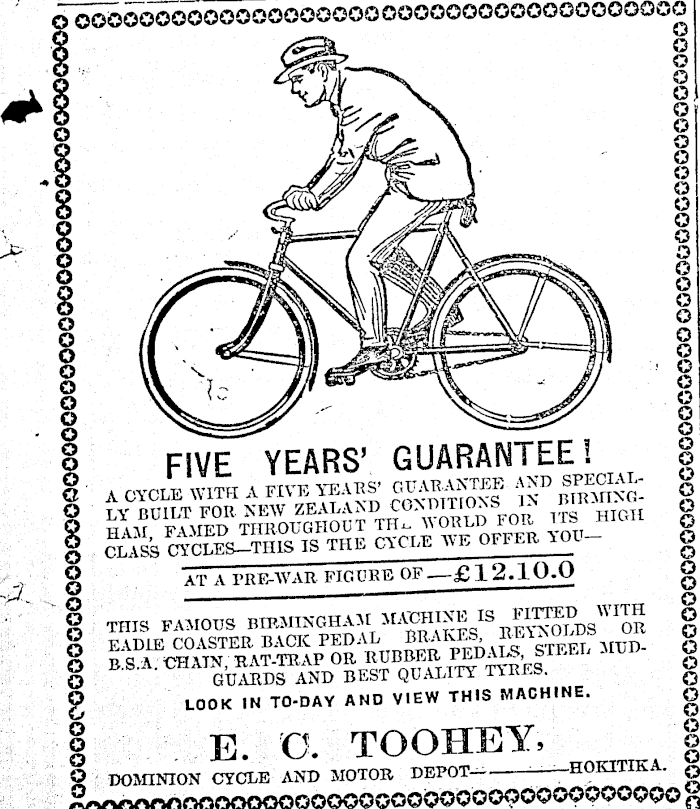 FIVE YEARS' GUARANTEE!
A CYCLE WITH A FIVE YEARS' GUARANTEE AND SPECIAL-
LY BUILT FOR NEW ZEALAND CONDITIONS IN BIRMING-
HAM, FAMED THROUGHOUT THE WORLD FOR ITS HIGH
CLASS CYCLES—THIS IS THE CYCLE WE OFFER YOU—
AT A PRE-WAR FIGURE OF—£12.10.0
THIS FAMOUS BIRMINGHAM MACHINE IS FITTED WITH
EADIE COASTER BACK PEDAL BRAKES, REYNOLDS OR
B.S.A. CHAIN, RAT-TRAP OR RUBBER PEDALS, STEEL MUD-
GUARDS AND BEST QUALITY TYRES.
LOOK IN TO-DAY AND VIEW THIS MACHINE.
E. C. TOOHEY,
DOMINION CYCLE AND MOTOR DEPOT————HOKITIKA.